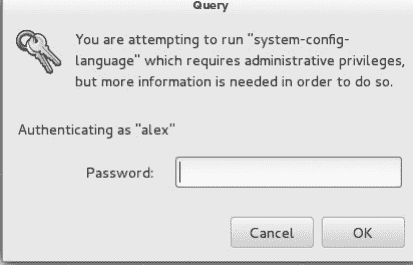 Query
You are attempting to run "system-config-
language" which requires administrative privileges,
but more information is needed in order to do so.
Authenticating as "alex"
Password:
Cancel OK